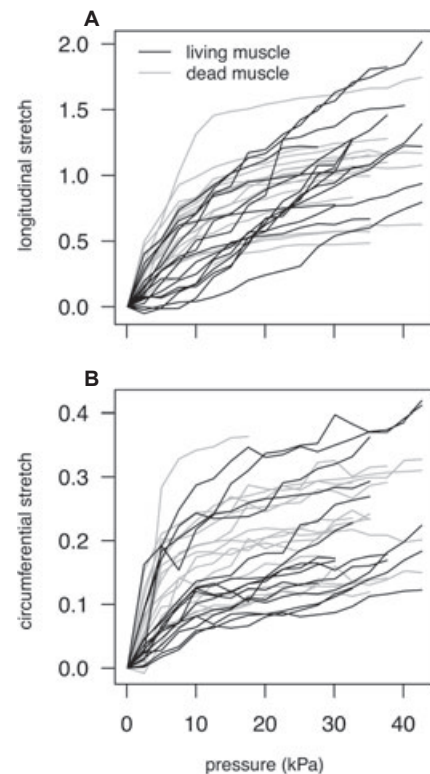 A
living muscle
dead muscle
longitudinal stretch
2.0
1.5
1.0
0.5
0.0
B
circumferential stretch
0.4
0.3
0.2
0.1
0.0
0 10 20 30 40
pressure (kPa)